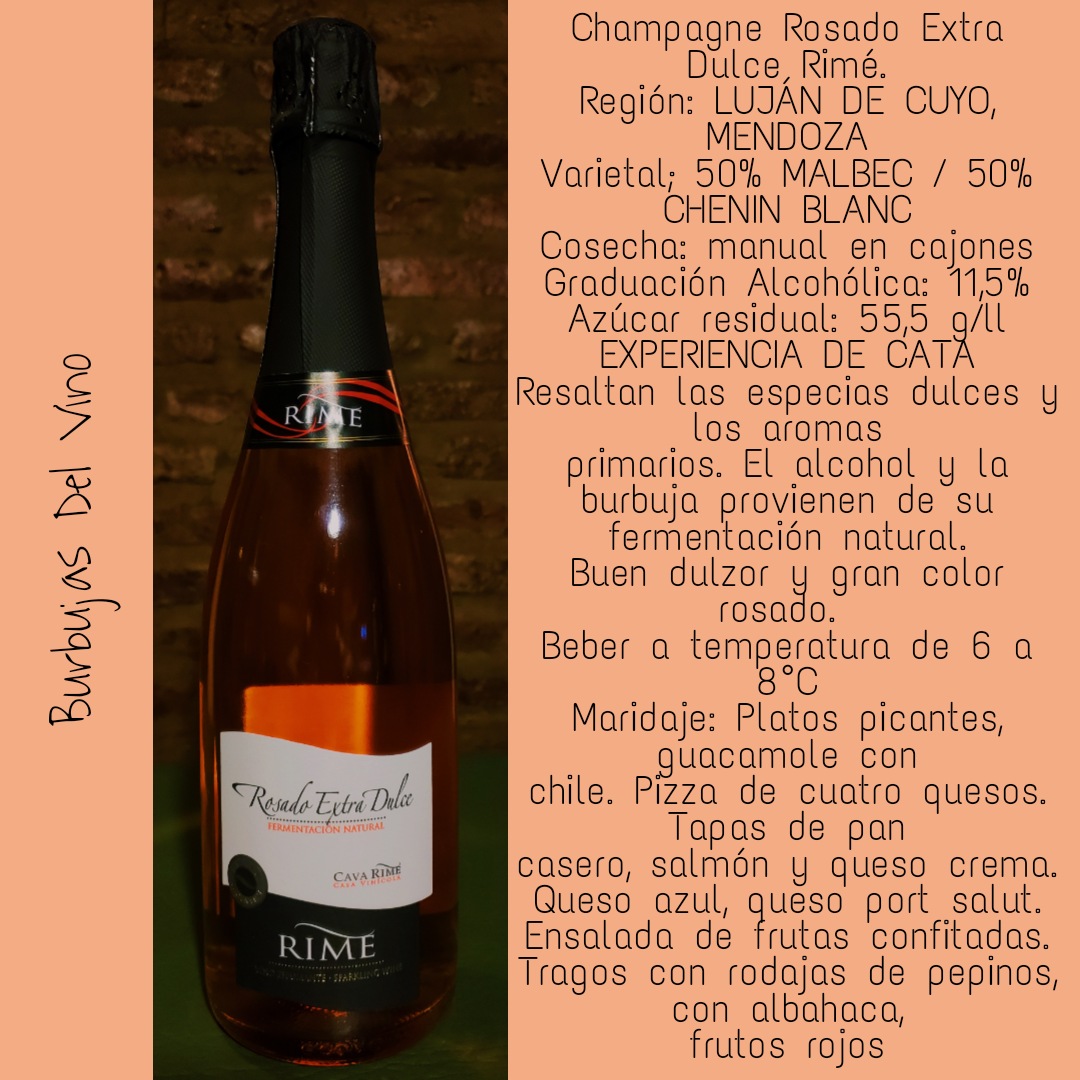 Burbujas Del Vino
RIMÉ
Rosado Extra Dulce
FERMENTACIÓN NATURAL
CAVA RIMÉ
CASA VINÍCOLA
RIMÉ
SPARKLING WINE
Champagne Rosado Extra
Dulce Rimé.
Región: LUJÁN DE CUYO,
MENDOZA
Varietal; 50% MALBEC / 50%
CHENIN BLANC
Cosecha: manual en cajones
Graduación Alcohólica: 11,5%
Azúcar residual: 55,5 g/ll
EXPERIENCIA DE CATA
Resaltan las especias dulces y
los aromas
primarios. El alcohol y la
burbuja provienen de su
fermentación natural.
Buen dulzor y gran color
rosado.
Beber a temperatura de 6 a
8°C
Maridaje: Platos picantes,
guacamole con
chile. Pizza de cuatro quesos.
Tapas de pan
casero, salmón y queso crema.
Queso azul, queso port salut.
Ensalada de frutas confitadas.
Tragos con rodajas de pepinos,
con albahaca,
frutos rojos